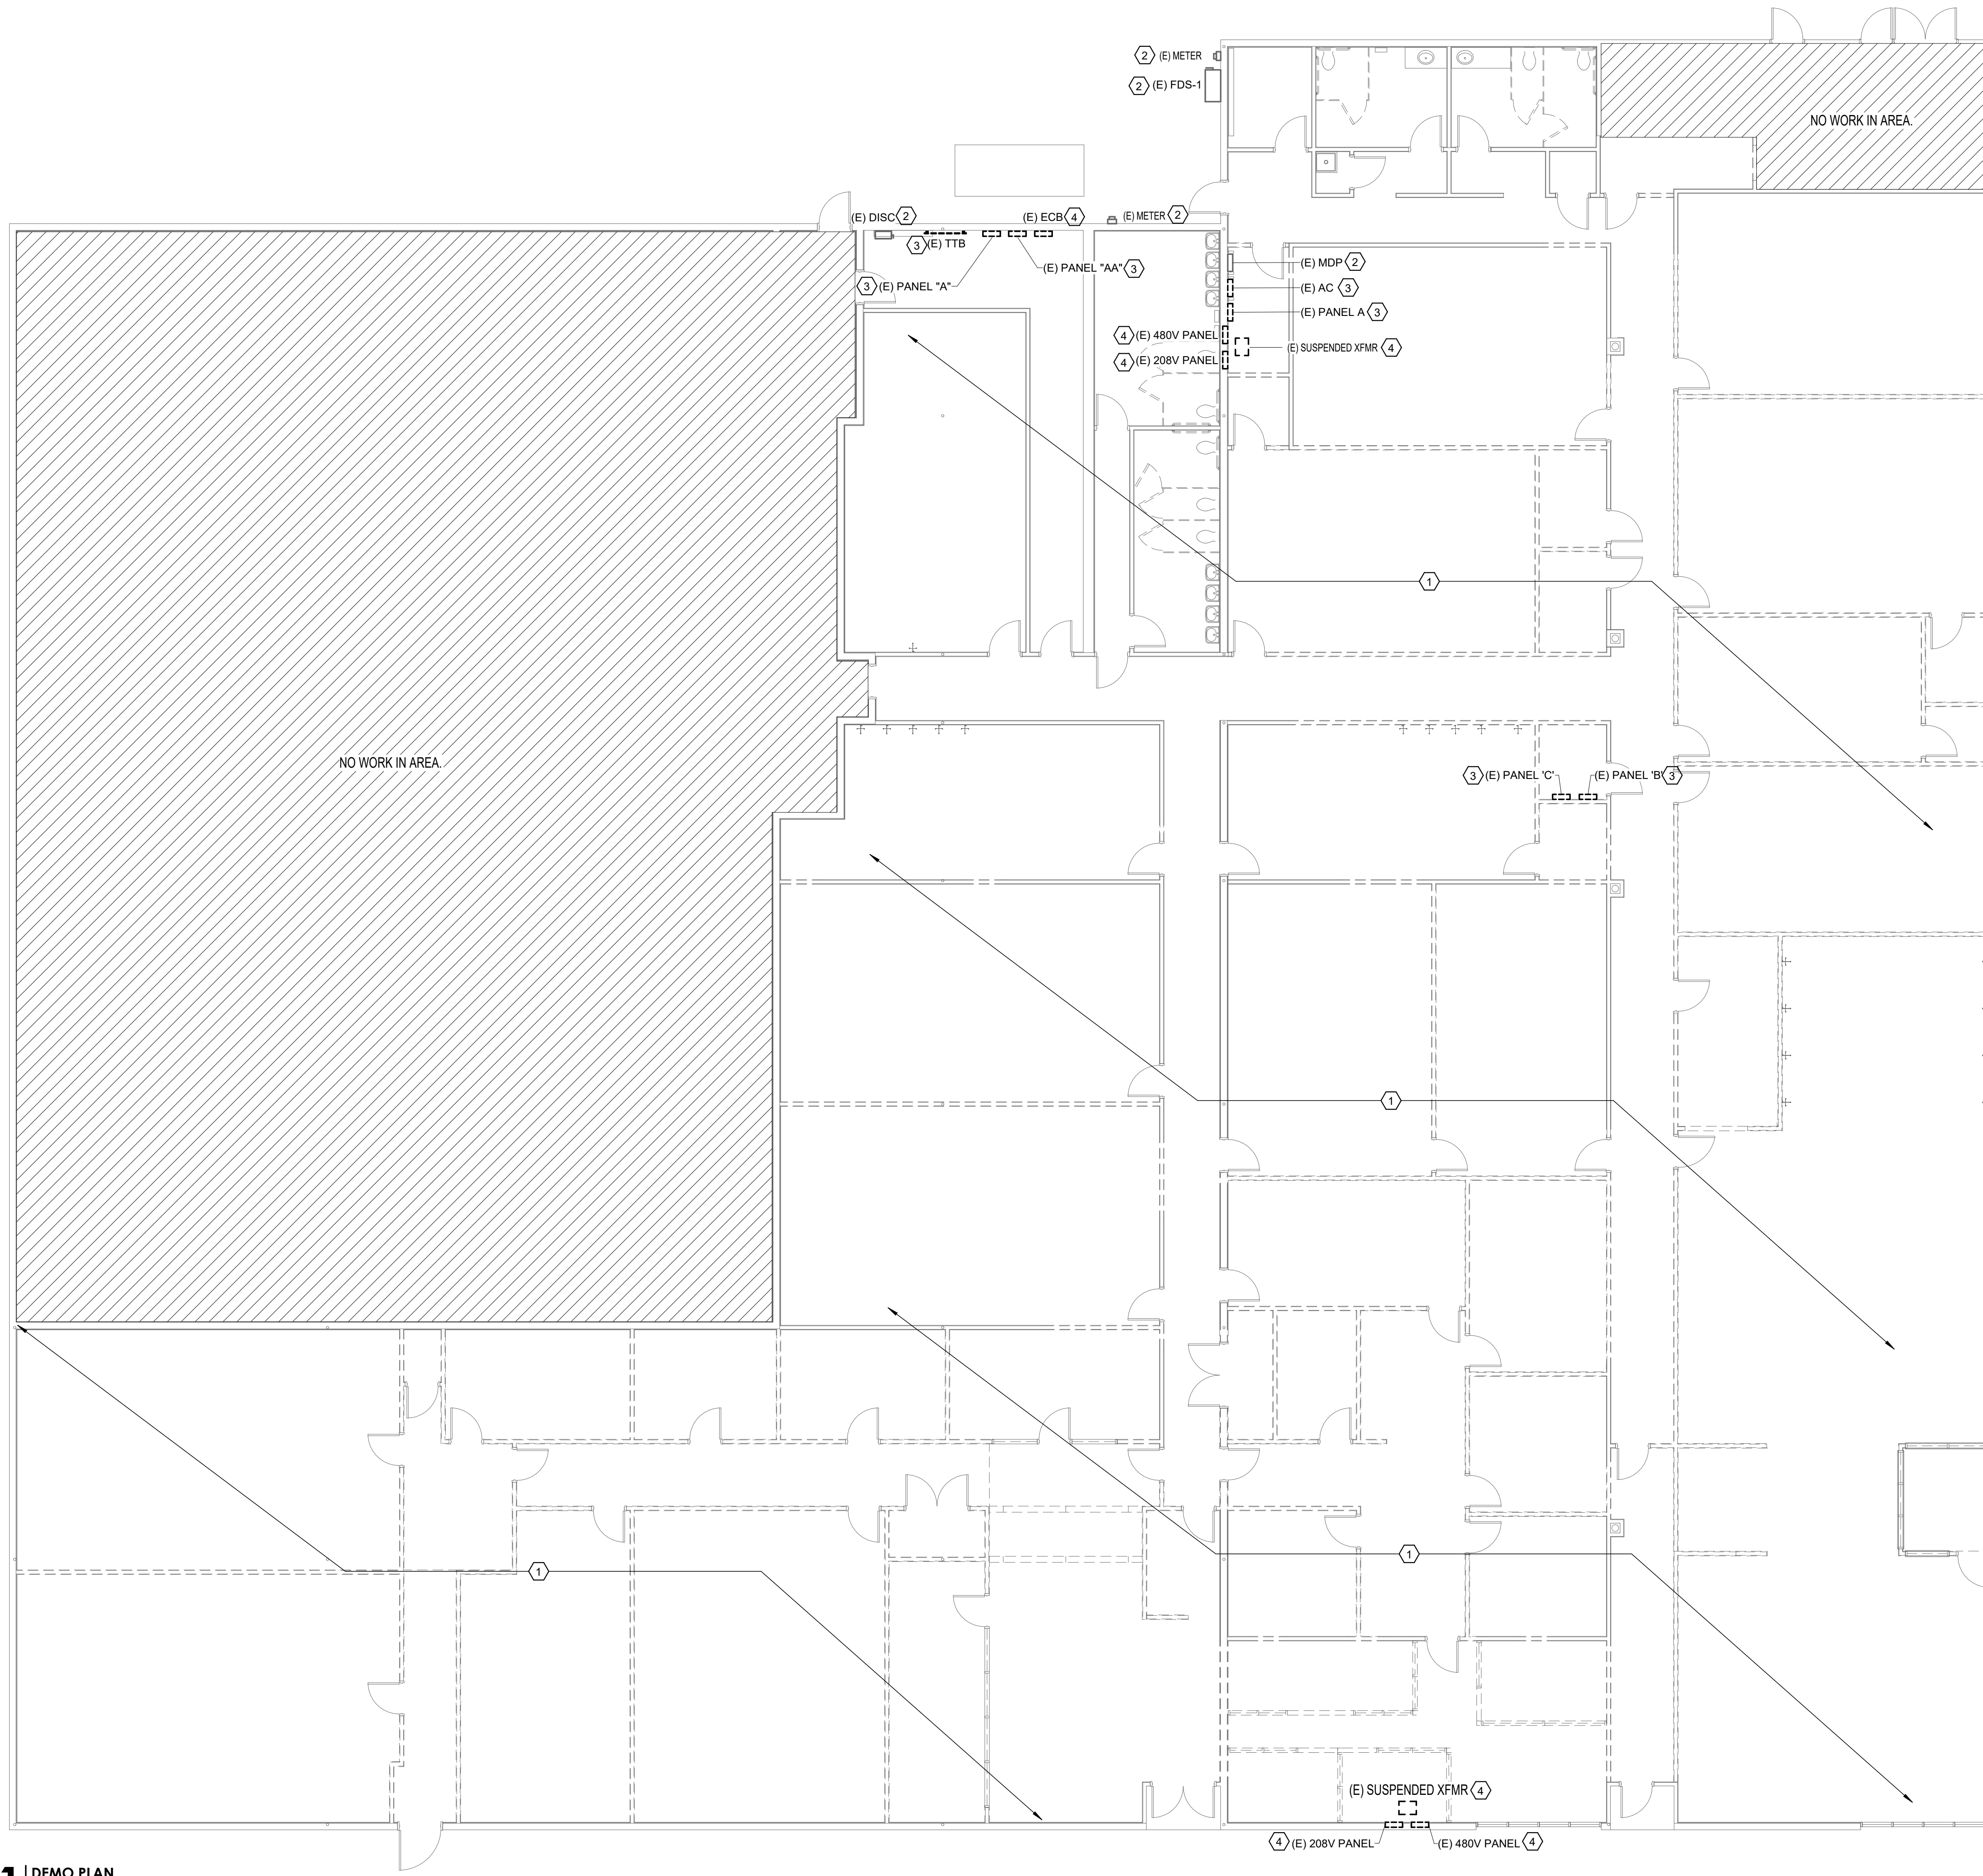 2 (E) METER
2 (E) FDS-1
NO WORK IN AREA.
(E) DISC 2
(E) ECB 4
(E) METER 2
3 (E) TTB
(E) PANEL "AA" 3
3 (E) PANEL "A"
(E) MDP 2
(E) AC 3
(E) PANEL A 3
4 (E) 480V PANEL
(E) SUSPENDED XFMR 4
4 (E) 208V PANEL
1
NO WORK IN AREA.
3 (E) PANEL 'C'
(E) PANEL 'B' 3
1
1
1
(E) SUSPENDED XFMR 4
4 (E) 208V PANEL
(E) 480V PANEL 4
1 DEMO PLAN